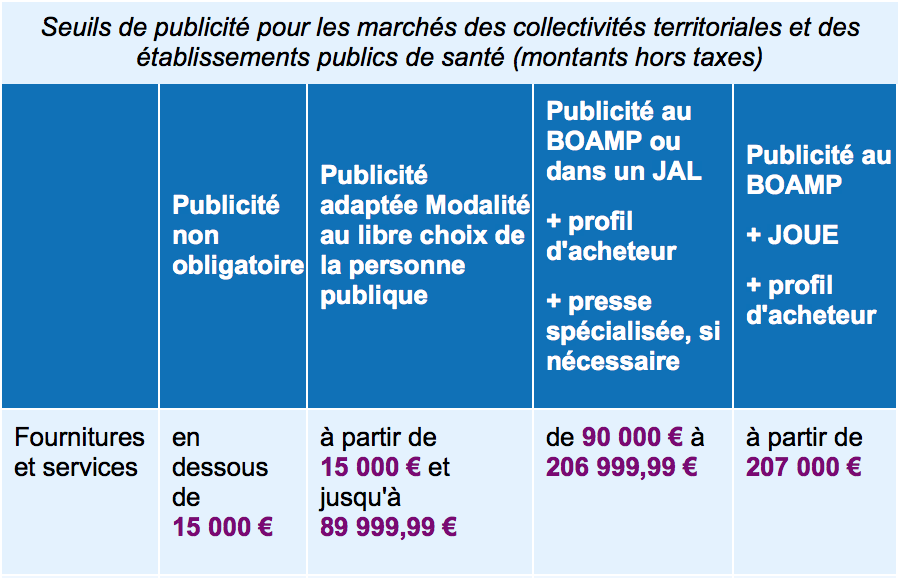 Seuils de publicité pour les marchés des collectivités territoriales et des
établissements publics de santé (montants hors taxes)
Publicité
non
obligatoire
Publicité
adaptée Modalité
au libre choix de
la personne
publique
Publicité au
BOAMP ou
dans un JAL
+ profil
d'acheteur
+ presse
spécialisée, si
nécessaire
Publicité au
BOAMP
+ JOUE
+ profil
d'acheteur
Fournitures
et services
en
dessous
de
15 000 €
à partir de
15 000 € et
jusqu'à
89 999,99 €
de 90 000 € à
206 999,99 €
à partir de
207 000 €